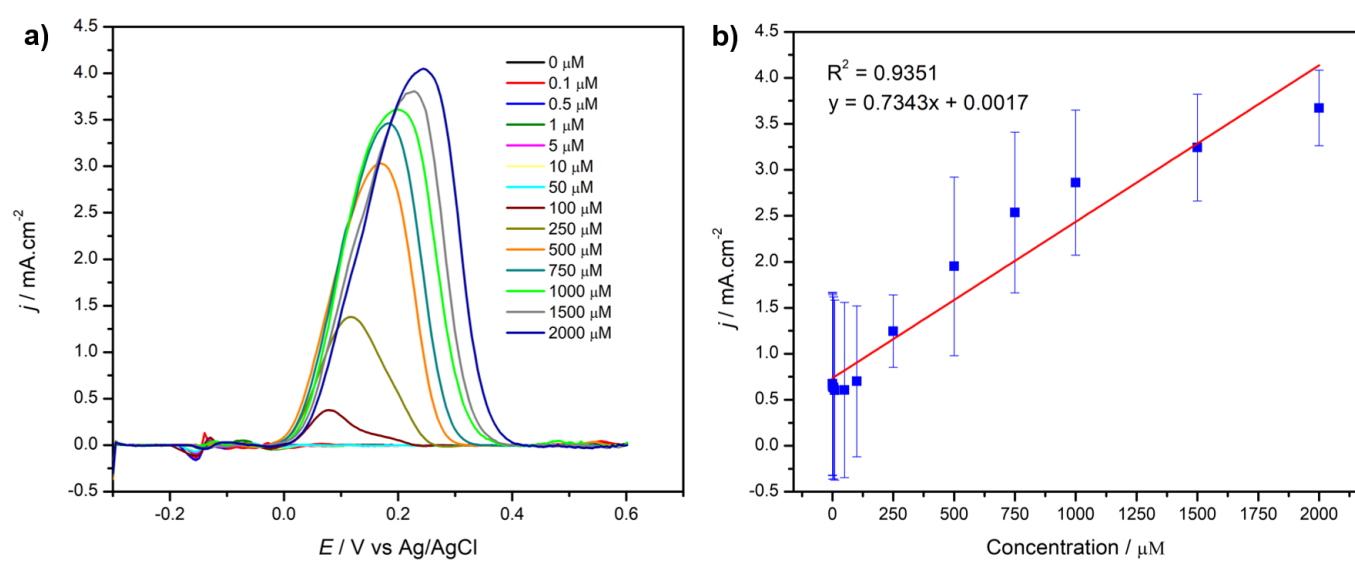 a)
4.5
4.0
3.5
3.0
2.5
2.0
1.5
1.0
0.5
0.0
-0.5
j / mA.cm-2
-0.2
0.0
0.2
0.4
0.6
E / V vs Ag/AgCl
0 μM
0.1 μM
0.5 μM
1 μM
5 μM
10 μM
50 μM
100 μM
250 μM
500 μM
750 μM
1000 μM
1500 μM
2000 μM
b)
4.5
4.0
3.5
3.0
2.5
2.0
1.5
1.0
0.5
0.0
-0.5
j / mA.cm-2
R2 = 0.9351
y = 0.7343x + 0.0017
0
250
500
750
1000
1250
1500
1750
2000
Concentration / μM